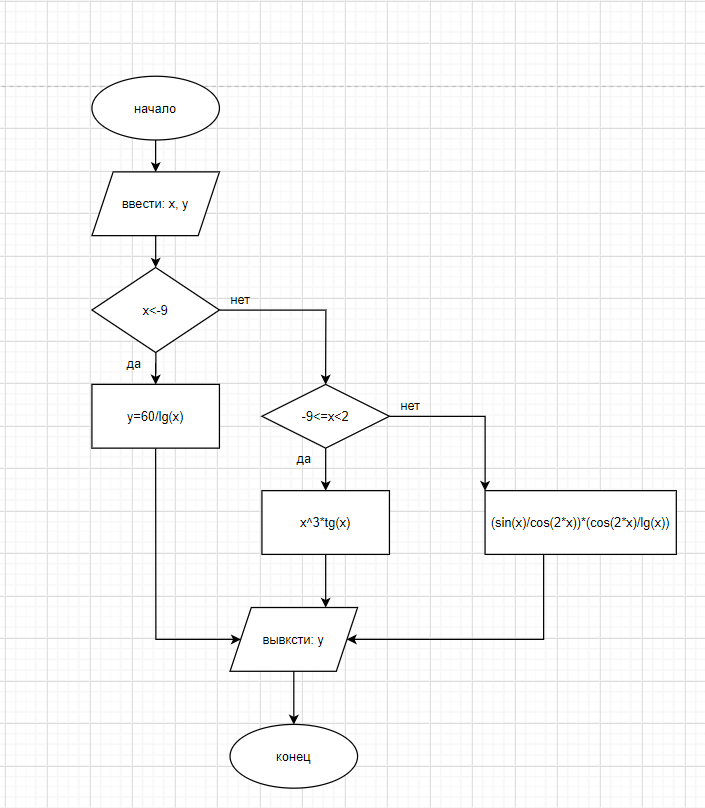 начало
ввести: x, y
x<-9
нет
да
y=60/lg(x)
-9<=x<2
нет
да
x^3*tg(x)
(sin(x)/cos(2*x))*(cos(2*x)/lg(x))
вывксти: y
конец